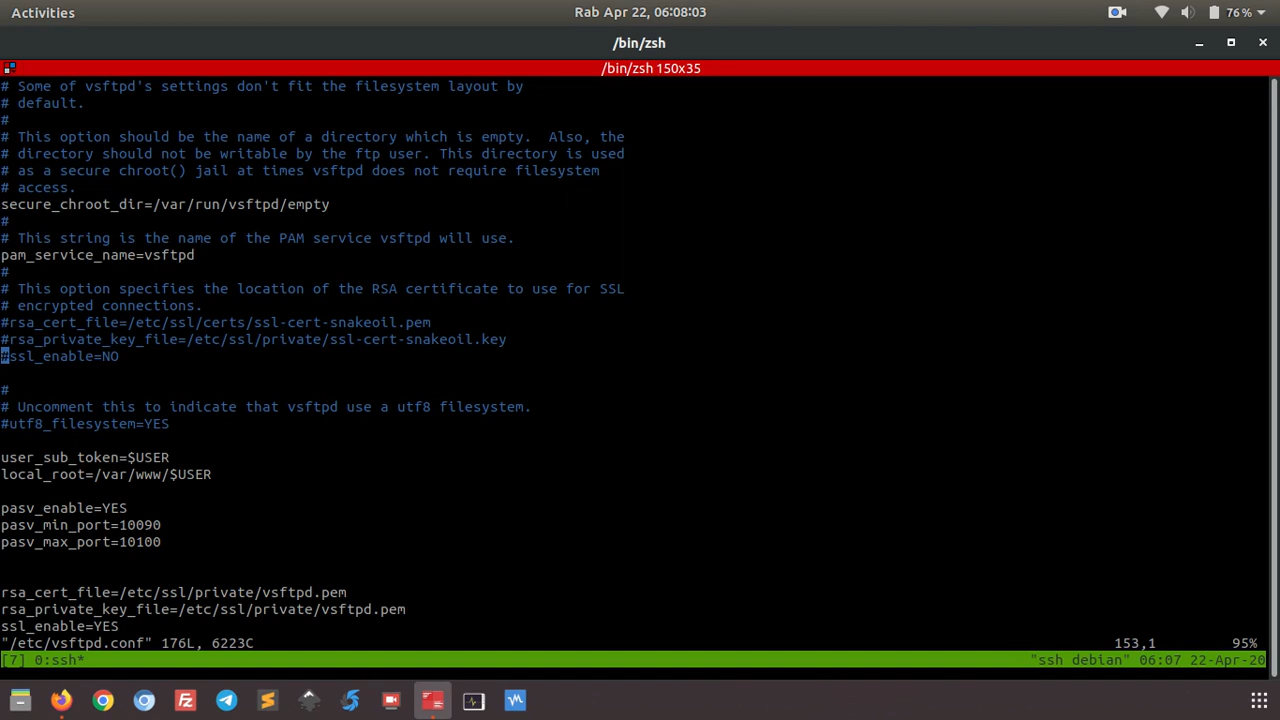 Activities
Rab Apr 22, 06:08:03
76%
/bin/zsh
/bin/zsh 150x35
# Some of vsftpd's settings don't fit the filesystem layout by
# default.
#
# This option should be the name of a directory which is empty.  Also, the
# directory should not be writable by the ftp user. This directory is used
# as a secure chroot() jail at times vsftpd does not require filesystem
# access.
secure_chroot_dir=/var/run/vsftpd/empty
#
# This string is the name of the PAM service vsftpd will use.
pam_service_name=vsftpd
#
# This option specifies the location of the RSA certificate to use for SSL
# encrypted connections.
#rsa_cert_file=/etc/ssl/certs/ssl-cert-snakeoil.pem
#rsa_private_key_file=/etc/ssl/private/ssl-cert-snakeoil.key
#ssl_enable=NO
#
# Uncomment this to indicate that vsftpd use a utf8 filesystem.
#utf8_filesystem=YES
user_sub_token=$USER
local_root=/var/www/$USER
pasv_enable=YES
pasv_min_port=10090
pasv_max_port=10100
rsa_cert_file=/etc/ssl/private/vsftpd.pem
rsa_private_key_file=/etc/ssl/private/vsftpd.pem
ssl_enable=YES
"/etc/vsftpd.conf" 176L, 6223C 153,1 95%
[7] 0:ssh* "ssh debian" 06:07 22-Apr-20